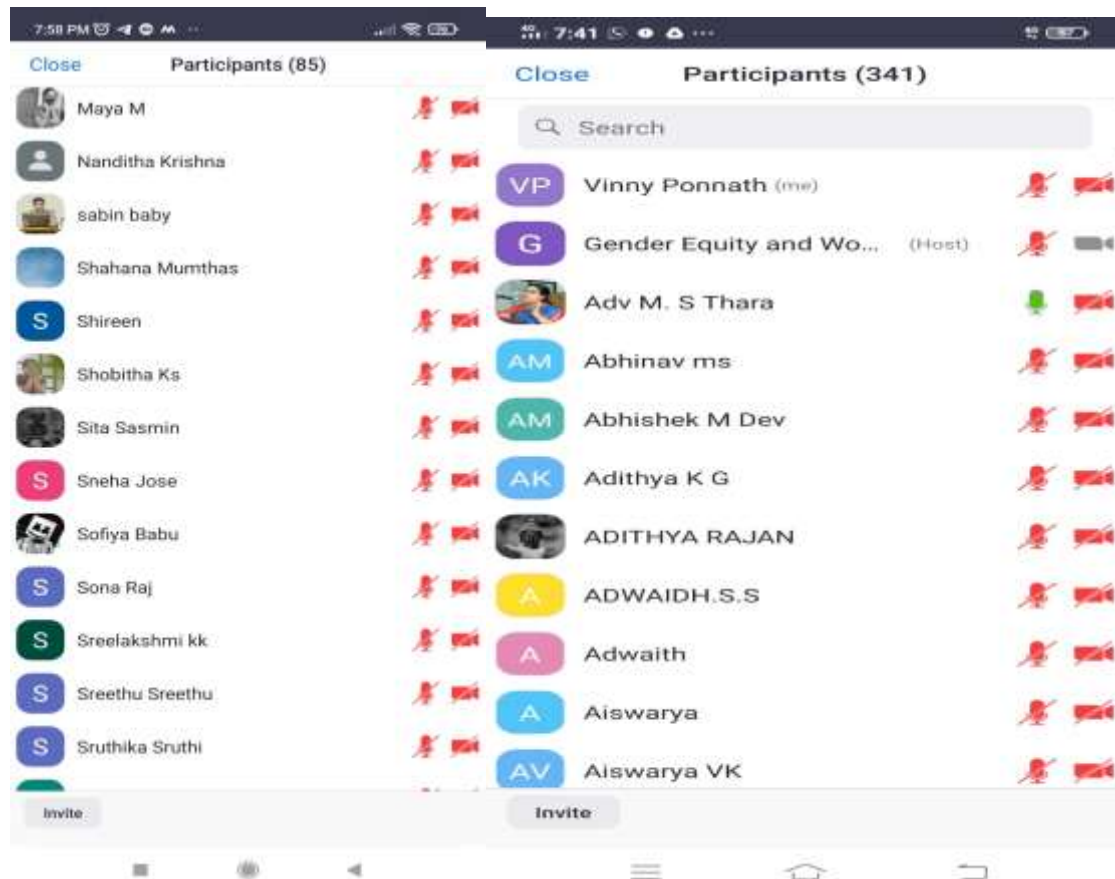 7:58 PM
Close
Participants (85)
Maya M
Nanditha Krishna
sabin baby
Shahana Mumthas
S
Shireen
Shobitha Ks
Sita Sasmin
S
Sneha Jose
Sofiya Babu
S
Sona Raj
S
Sreelakshmi kk
S
Sreethu Sreethu
S
Sruthika Sruthi
Invite
7:41
Close
Participants (341)
Search
VP
Vinny Ponnath (me)
G
Gender Equity and Wo... (Host)
Adv M. S Thara
AM
Abhinav ms
AM
Abhishek M Dev
AK
Adithya K G
ADITHYA RAJAN
A
ADWAIDH.S.S
A
Adwaith
A
Aiswarya
AV
Aiswarya VK
Invite